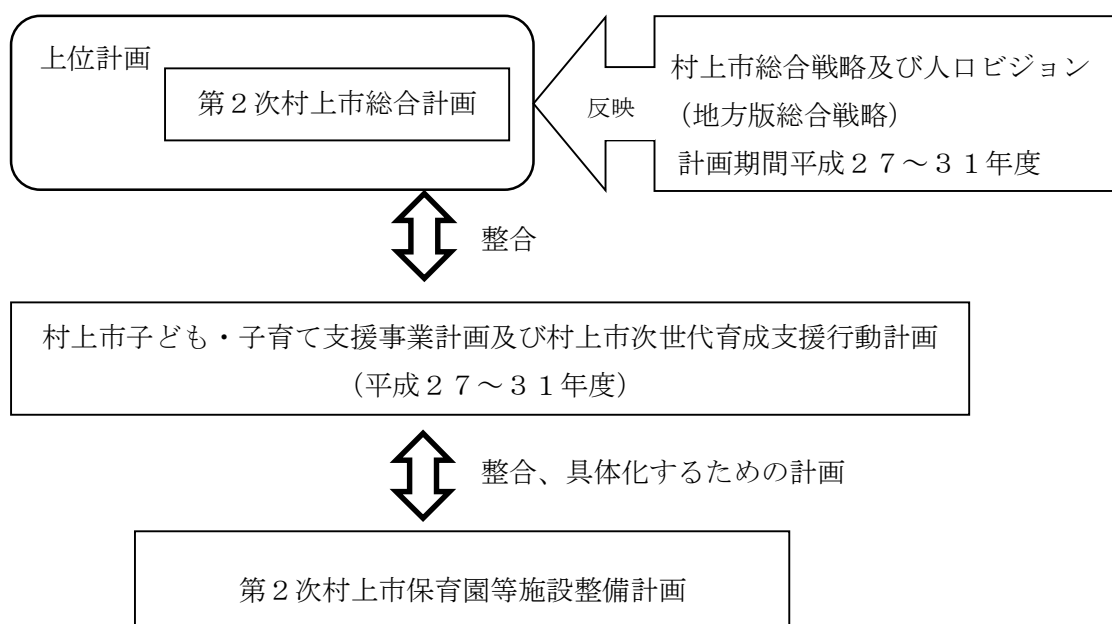 上位計画
第２次村上市総合計画
反映
村上市総合戦略及び人口ビジョン
（地方版総合戦略）
計画期間平成２７～３１年度
整合
村上市子ども・子育て支援事業計画及び村上市次世代育成支援行動計画
（平成２７～３１年度）
整合、具体化するための計画
第２次村上市保育園等施設整備計画